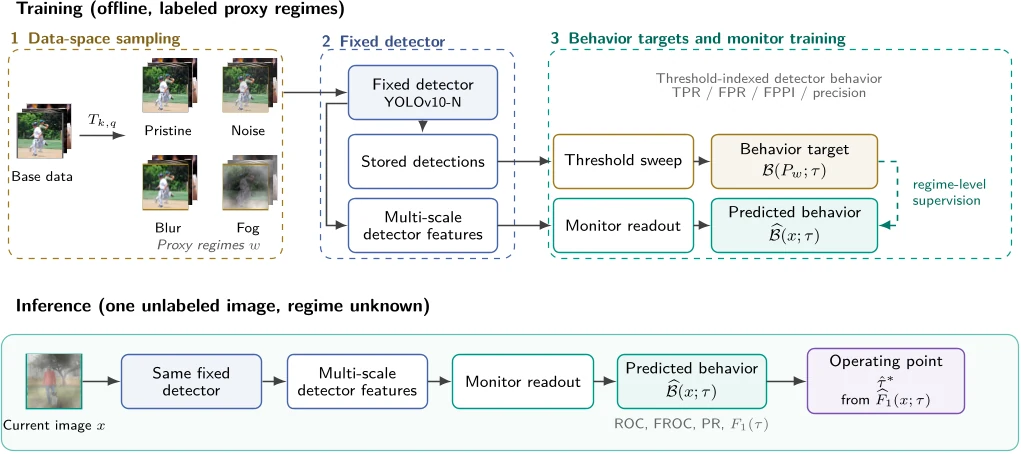 Training (offline, labeled proxy regimes)
1 Data-space sampling
2 Fixed detector
3 Behavior targets and monitor training
Base data
T_{k,q}
Pristine
Noise
Blur
Fog
Proxy regimes w
Fixed detector
YOLOv10-N
Stored detections
Multi-scale
detector features
Threshold-indexed detector behavior
TPR / FPR / FPPI / precision
Threshold sweep
Behavior target
𝓑(P_w; τ)
Monitor readout
Predicted behavior
𝓑̂(x; τ)
regime-level
supervision
Inference (one unlabeled image, regime unknown)
Current image x
Same fixed
detector
Multi-scale
detector features
Monitor readout
Predicted behavior
𝓑̂(x; τ)
ROC, FROC, PR, F₁(τ)
Operating point
τ̂*
from F̂₁(x; τ)